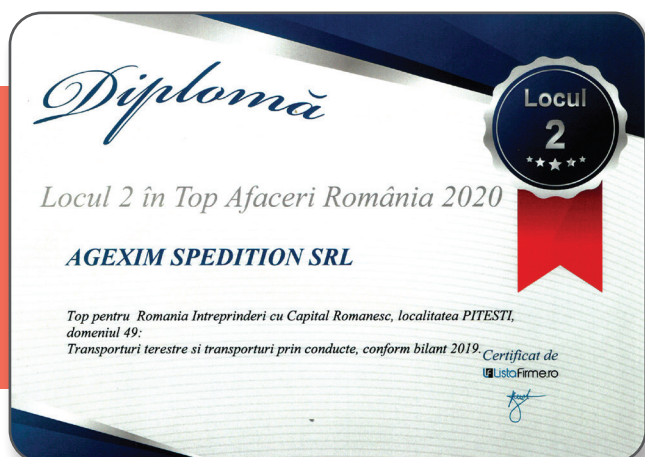 Diplomă
Locul
2
Locul 2 în Top Afaceri România 2020
AGEXIM SPEDITION SRL
Top pentru Romania Intreprinderi cu Capital Romanesc, localitatea PITESTI,
domeniul 49:
Transporturi terestre si transporturi prin conducte, conform bilant 2019.
Certificat de
ListaFirme.ro